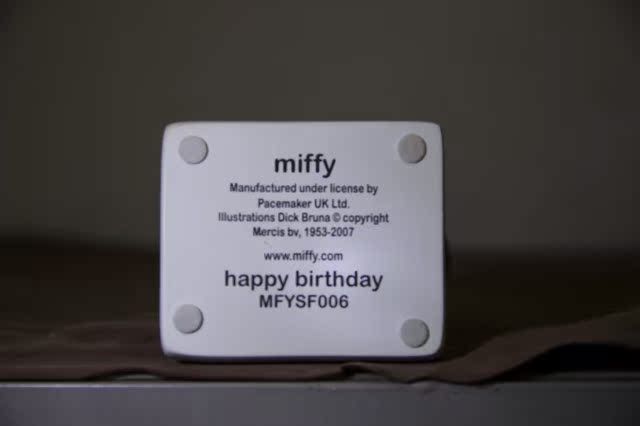 miffy
Manufactured under license by
Pacemaker UK Ltd.
Illustrations Dick Bruna © copyright
Mercis bv, 1953-2007
www.miffy.com
happy birthday
MFYSF006